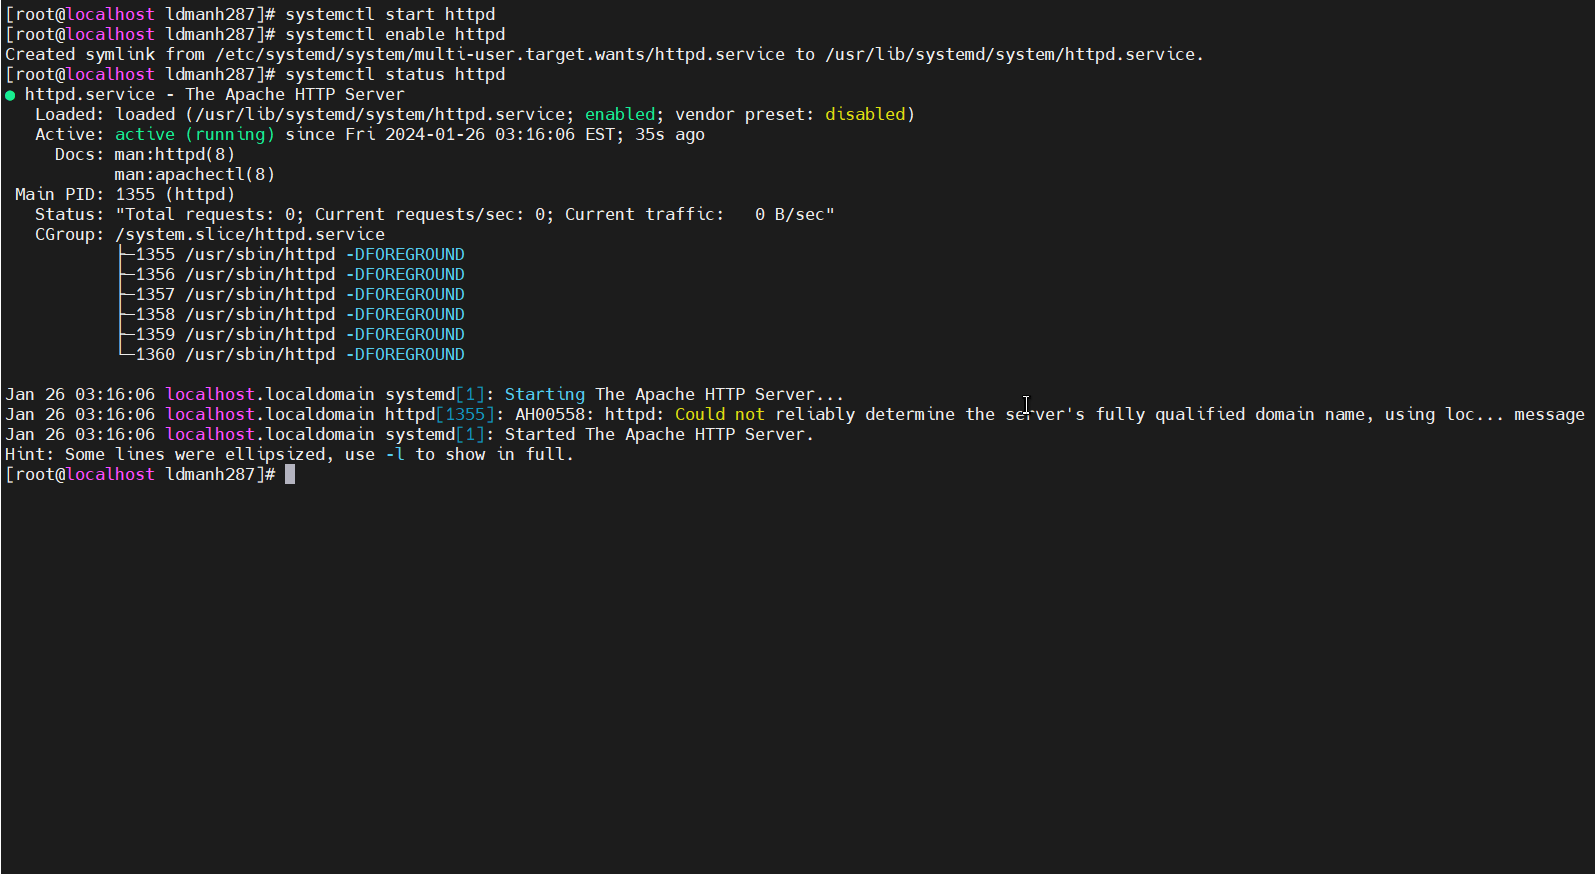 [root@localhost ldmanh287]# systemctl start httpd
[root@localhost ldmanh287]# systemctl enable httpd
Created symlink from /etc/systemd/system/multi-user.target.wants/httpd.service to /usr/lib/systemd/system/httpd.service.
[root@localhost ldmanh287]# systemctl status httpd
● httpd.service - The Apache HTTP Server
   Loaded: loaded (/usr/lib/systemd/system/httpd.service; enabled; vendor preset: disabled)
   Active: active (running) since Fri 2024-01-26 03:16:06 EST; 35s ago
     Docs: man:httpd(8)
           man:apachectl(8)
 Main PID: 1355 (httpd)
   Status: "Total requests: 0; Current requests/sec: 0; Current traffic:   0 B/sec"
   CGroup: /system.slice/httpd.service
           ├─1355 /usr/sbin/httpd -DFOREGROUND
           ├─1356 /usr/sbin/httpd -DFOREGROUND
           ├─1357 /usr/sbin/httpd -DFOREGROUND
           ├─1358 /usr/sbin/httpd -DFOREGROUND
           ├─1359 /usr/sbin/httpd -DFOREGROUND
           └─1360 /usr/sbin/httpd -DFOREGROUND
Jan 26 03:16:06 localhost.localdomain systemd[1]: Starting The Apache HTTP Server...
Jan 26 03:16:06 localhost.localdomain httpd[1355]: AH00558: httpd: Could not reliably determine the server's fully qualified domain name, using loc... message
Jan 26 03:16:06 localhost.localdomain systemd[1]: Started The Apache HTTP Server.
Hint: Some lines were ellipsized, use -l to show in full.
[root@localhost ldmanh287]#